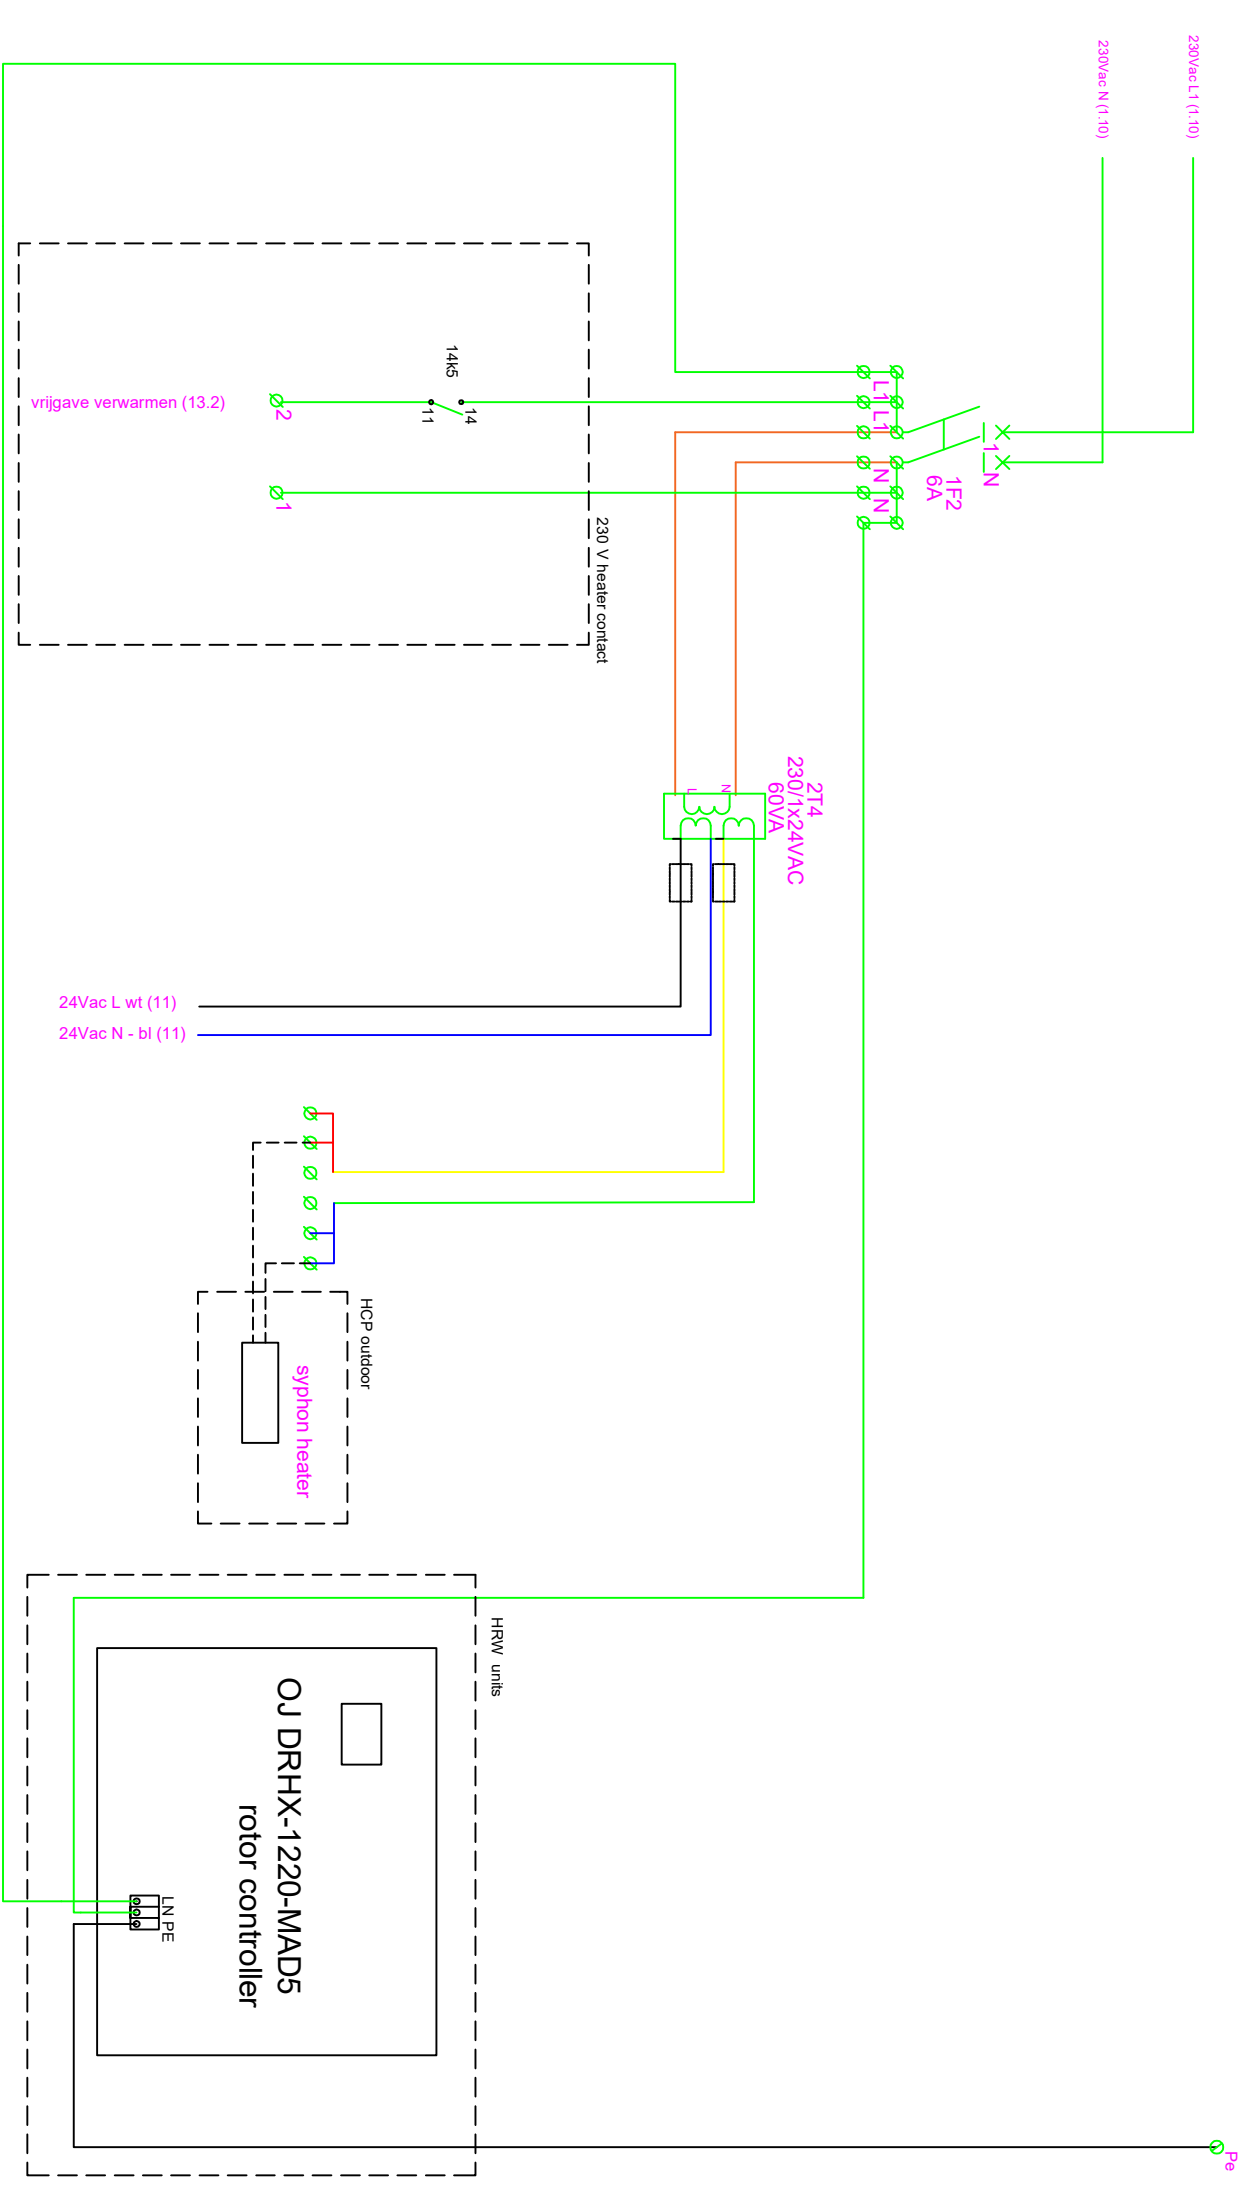 230Vac L1 (1.10)
230Vac N (1.10)
L1
L1
N
N
1
N
1F2
6A
14k5
14
11
vrijgave verwarmen (13.2)
2
1
230 V heater contact
2T4
230/1x24VAC
60VA
L
N
24Vac L wt (11)
24Vac N - bl (11)
HCP outdoor
syphon heater
HRW units
OJ DRHX-1220-MAD5
rotor controller
LN PE
Pe